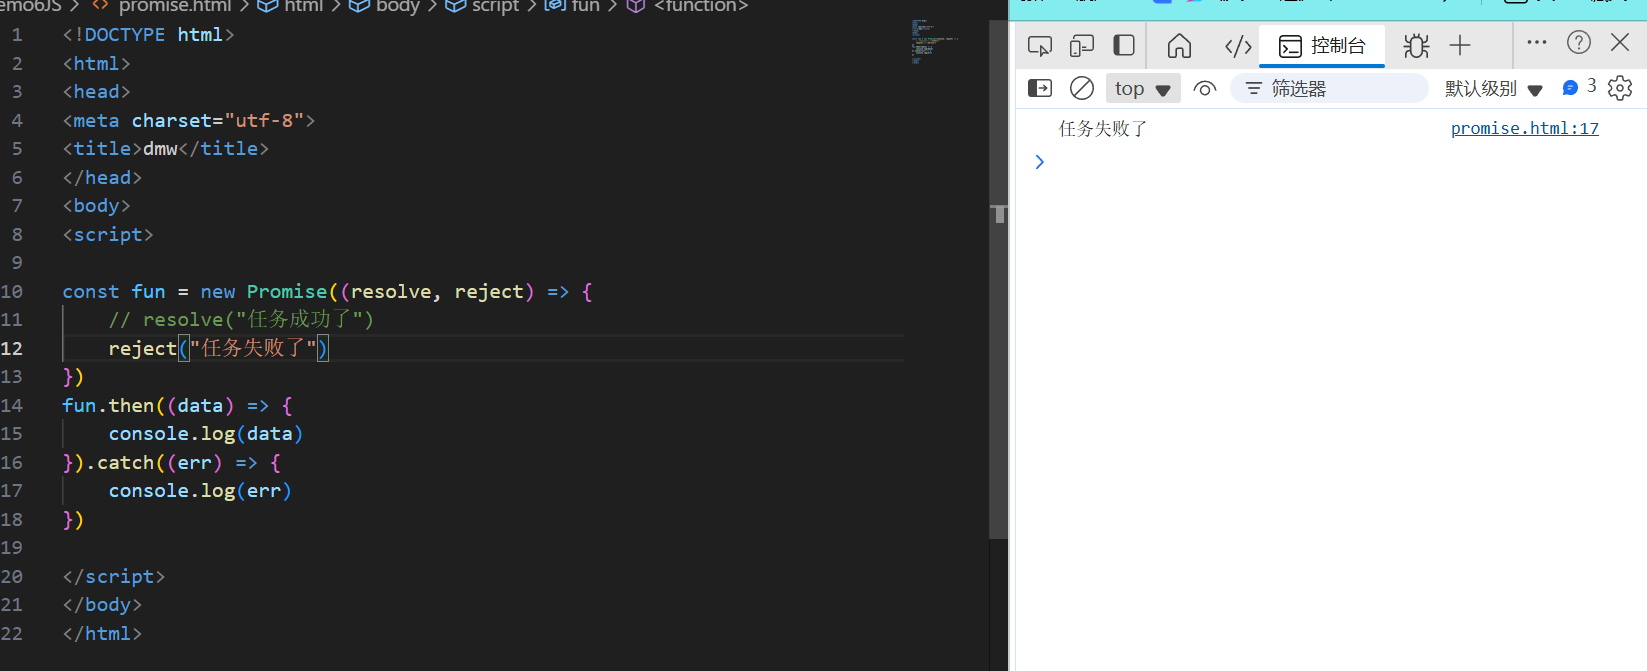 emo6JS > promise.html > html > body > script > fun > <function>
1 <!DOCTYPE html>
2 <html>
3 <head>
4 <meta charset="utf-8">
5 <title>dmw</title>
6 </head>
7 <body>
8 <script>
9
10 const fun = new Promise((resolve, reject) => {
11 // resolve("任务成功了")
12 reject("任务失败了")
13 })
14 fun.then((data) => {
15 console.log(data)
16 }).catch((err) => {
17 console.log(err)
18 })
19
20 </script>
21 </body>
22 </html>
控制台
top 筛选器 默认级别 3
任务失败了 promise.html:17